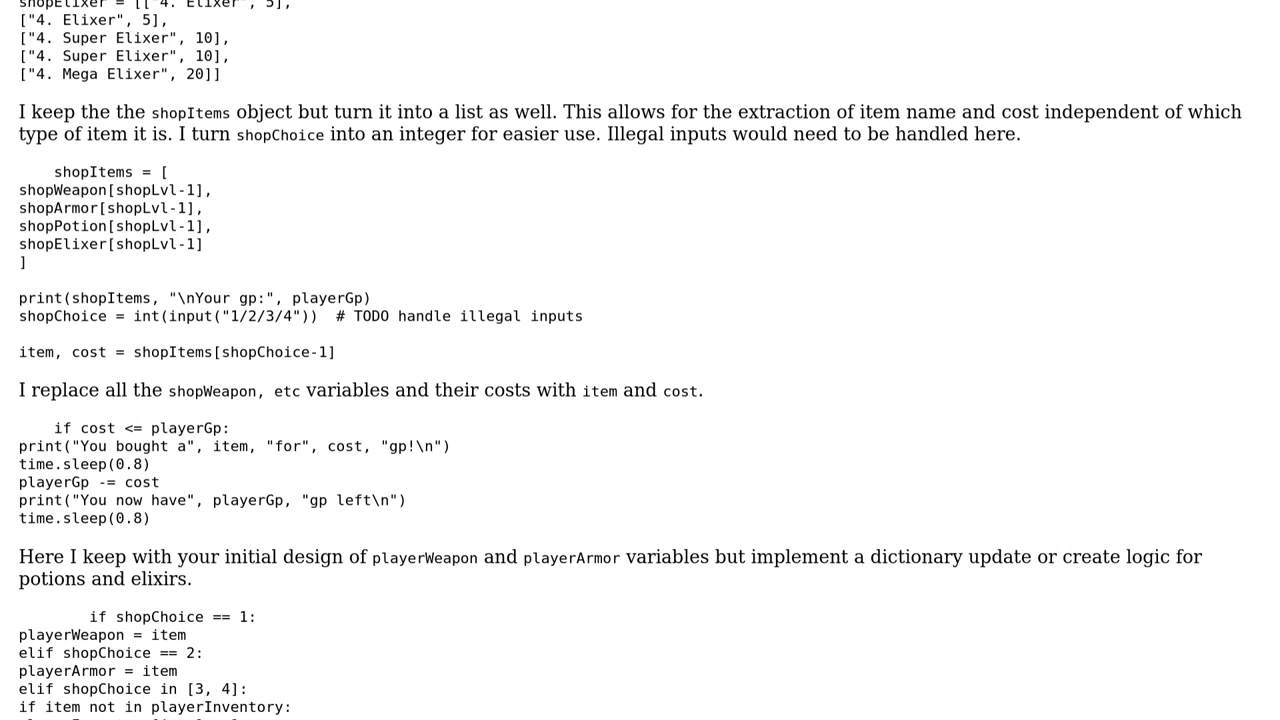 shopElixer = [["4. Elixer", 5],
["4. Elixer", 5],
["4. Super Elixer", 10],
["4. Super Elixer", 10],
["4. Mega Elixer", 20]]
I keep the the shopItems object but turn it into a list as well. This allows for the extraction of item name and cost independent of which
type of item it is. I turn shopChoice into an integer for easier use. Illegal inputs would need to be handled here.
    shopItems = [
shopWeapon[shopLvl-1],
shopArmor[shopLvl-1],
shopPotion[shopLvl-1],
shopElixer[shopLvl-1]
]
print(shopItems, "\nYour gp:", playerGp)
shopChoice = int(input("1/2/3/4"))  # TODO handle illegal inputs
item, cost = shopItems[shopChoice-1]
I replace all the shopWeapon, etc variables and their costs with item and cost.
    if cost <= playerGp:
print("You bought a", item, "for", cost, "gp!\n")
time.sleep(0.8)
playerGp -= cost
print("You now have", playerGp, "gp left\n")
time.sleep(0.8)
Here I keep with your initial design of playerWeapon and playerArmor variables but implement a dictionary update or create logic for
potions and elixirs.
        if shopChoice == 1:
playerWeapon = item
elif shopChoice == 2:
playerArmor = item
elif shopChoice in [3, 4]:
if item not in playerInventory: